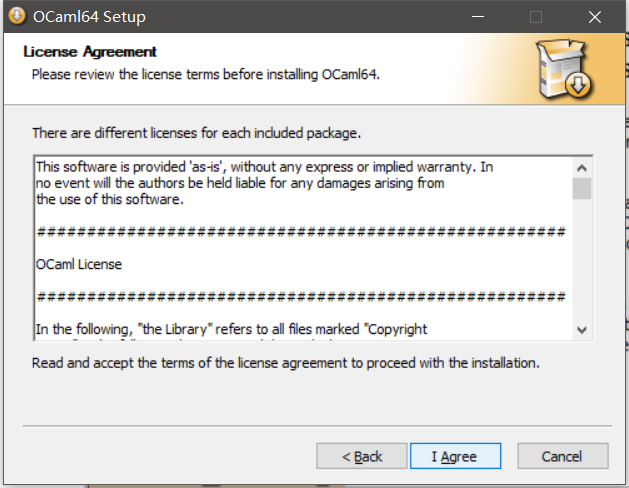 OCaml64 Setup
License Agreement
Please review the license terms before installing OCaml64.
There are different licenses for each included package.
This software is provided 'as-is', without any express or implied warranty. In
no event will the authors be held liable for any damages arising from
the use of this software.
#####################################################
OCaml License
#####################################################
In the following, "the Library" refers to all files marked "Copyright
Read and accept the terms of the license agreement to proceed with the installation.
< Back
I Agree
Cancel